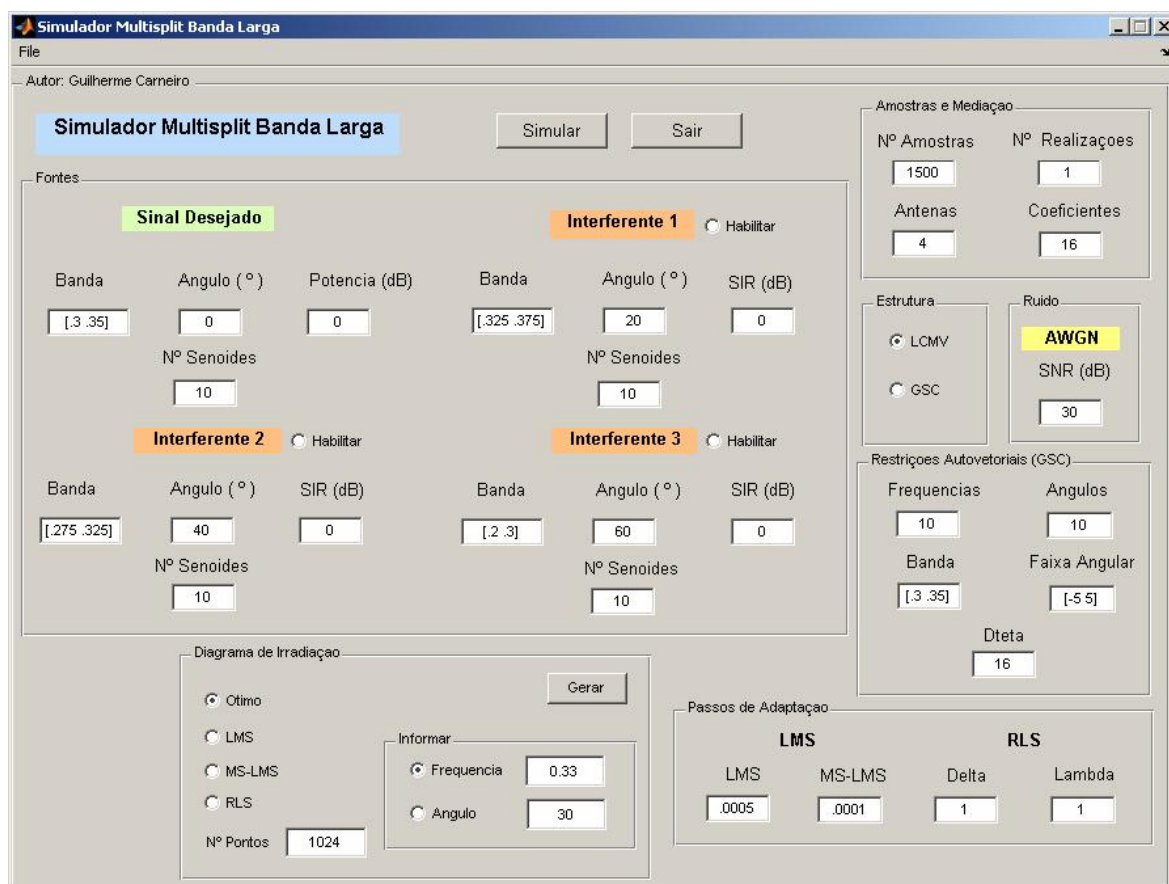 Simulador Multisplit Banda Larga
File
Autor: Guilherme Carneiro
Simulador Multisplit Banda Larga
Simular
Sair
Fontes
Sinal Desejado
Banda Angulo ( º ) Potencia (dB)
[.3 .35] 0 0
Nº Senoides
10
Interferente 1 Habilitar
Banda Angulo ( º ) SIR (dB)
[.325 .375] 20 0
Nº Senoides
10
Interferente 2 Habilitar
Banda Angulo ( º ) SIR (dB)
[.275 .325] 40 0
Nº Senoides
10
Interferente 3 Habilitar
Banda Angulo ( º ) SIR (dB)
[.2 .3] 60 0
Nº Senoides
10
Amostras e Mediaçao
Nº Amostras Nº Realizaçoes
1500 1
Antenas Coeficientes
4 16
Estrutura
LCMV
GSC
Ruido
AWGN
SNR (dB)
30
Restriçoes Autovetoriais (GSC)
Frequencias Angulos
10 10
Banda Faixa Angular
[.3 .35] [-5 5]
Dteta
16
Diagrama de Irradiaçao
Gerar
Otimo
LMS
MS-LMS
RLS
Nº Pontos 1024
Informar
Frequencia 0.33
Angulo 30
Passos de Adaptaçao
LMS RLS
LMS MS-LMS Delta Lambda
.0005 .0001 1 1